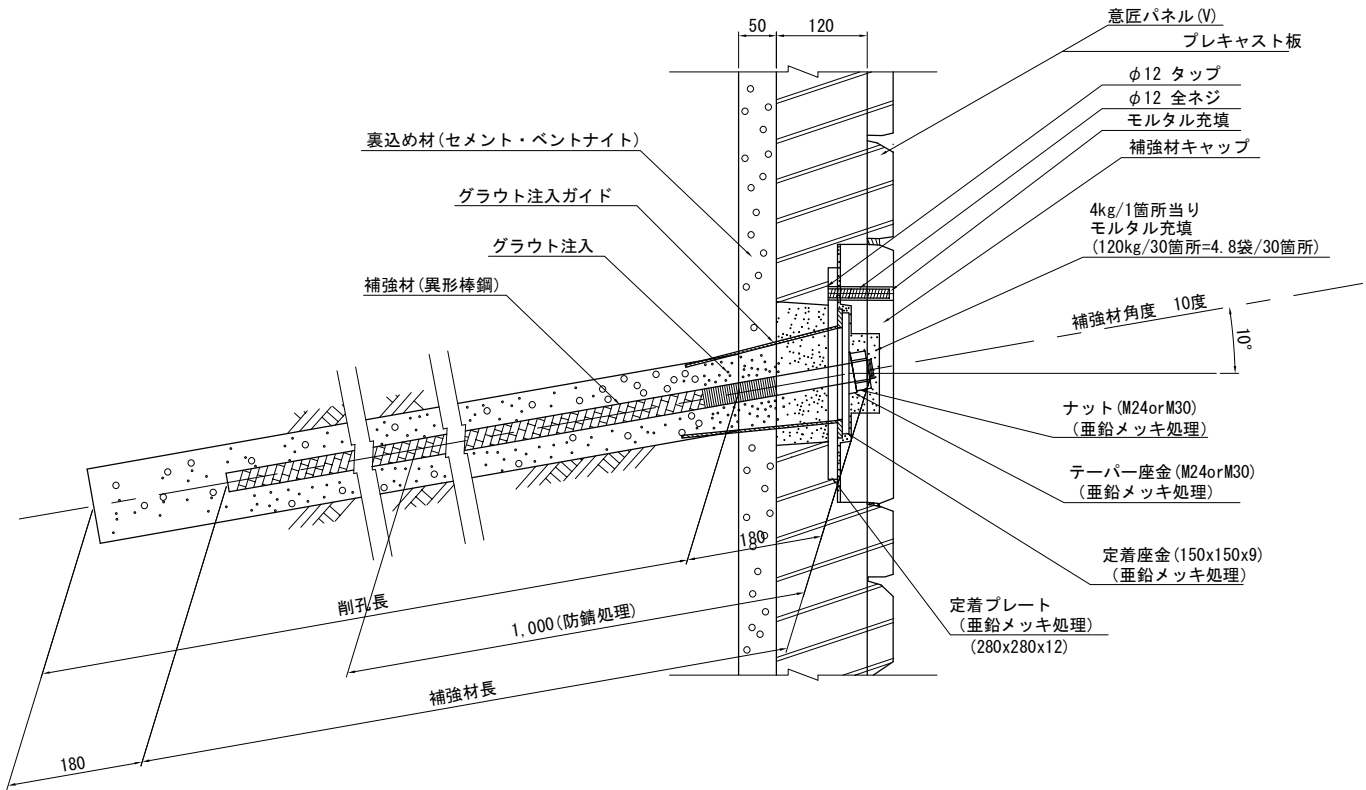 意匠パネル(V)
50
120
プレキャスト板
φ12 タップ
φ12 全ネジ
モルタル充填
裏込め材(セメント・ベントナイト)
補強材キャップ
グラウト注入ガイド
4kg/1箇所当り
モルタル充填
(120kg/30箇所=4.8袋/30箇所)
グラウト注入
補強材(異形棒鋼)
補強材角度 10度
10°
ナット(M24orM30)
(亜鉛メッキ処理)
テーパー座金(M24orM30)
(亜鉛メッキ処理)
180
定着座金(150x150x9)
(亜鉛メッキ処理)
削孔長
定着プレート
(亜鉛メッキ処理)
(280x280x12)
1,000(防錆処理)
補強材長
180